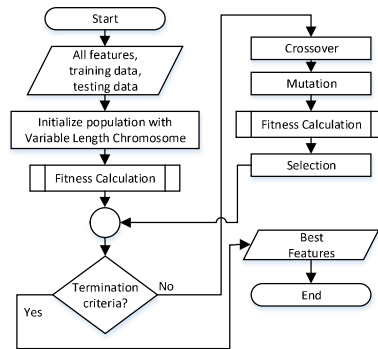 Start
All features,
training data,
testing data
Initialize population with
Variable Length Chromosome
Fitness Calculation
Termination
criteria?
Yes
No
Crossover
Mutation
Fitness Calculation
Selection
Best
Features
End